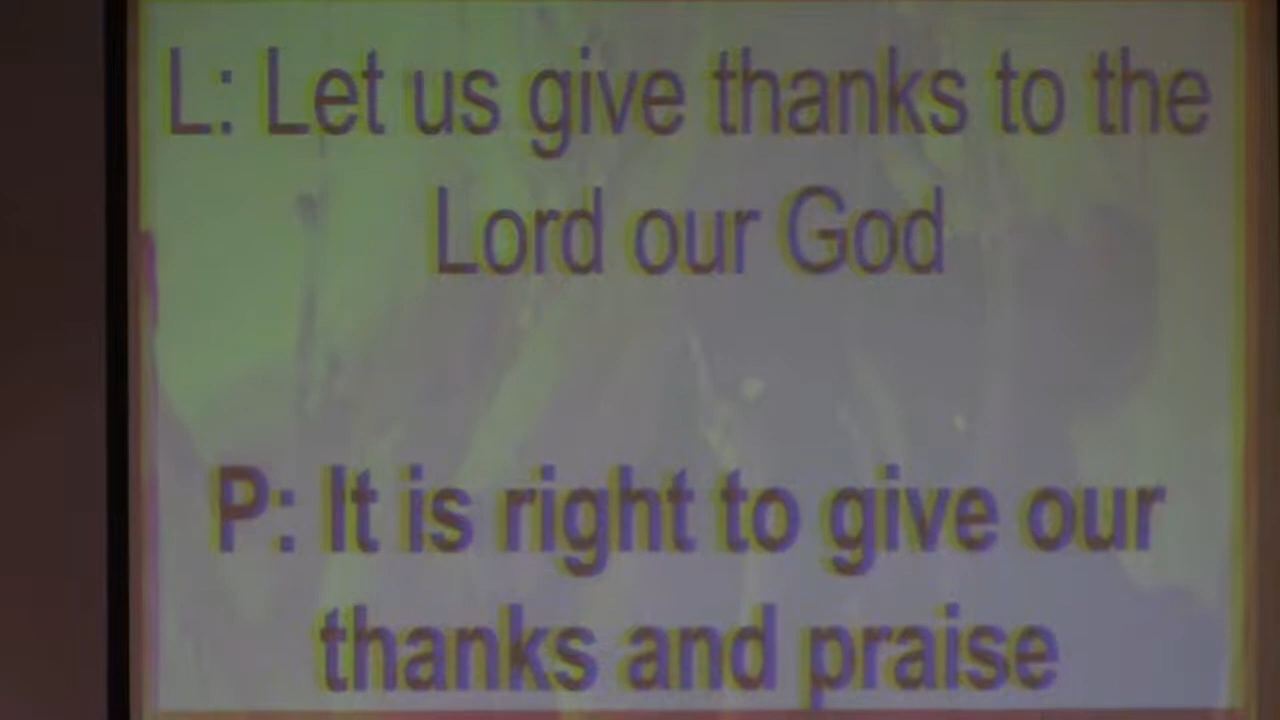 L: Let us give thanks to the
Lord our God
P: It is right to give our
thanks and praise